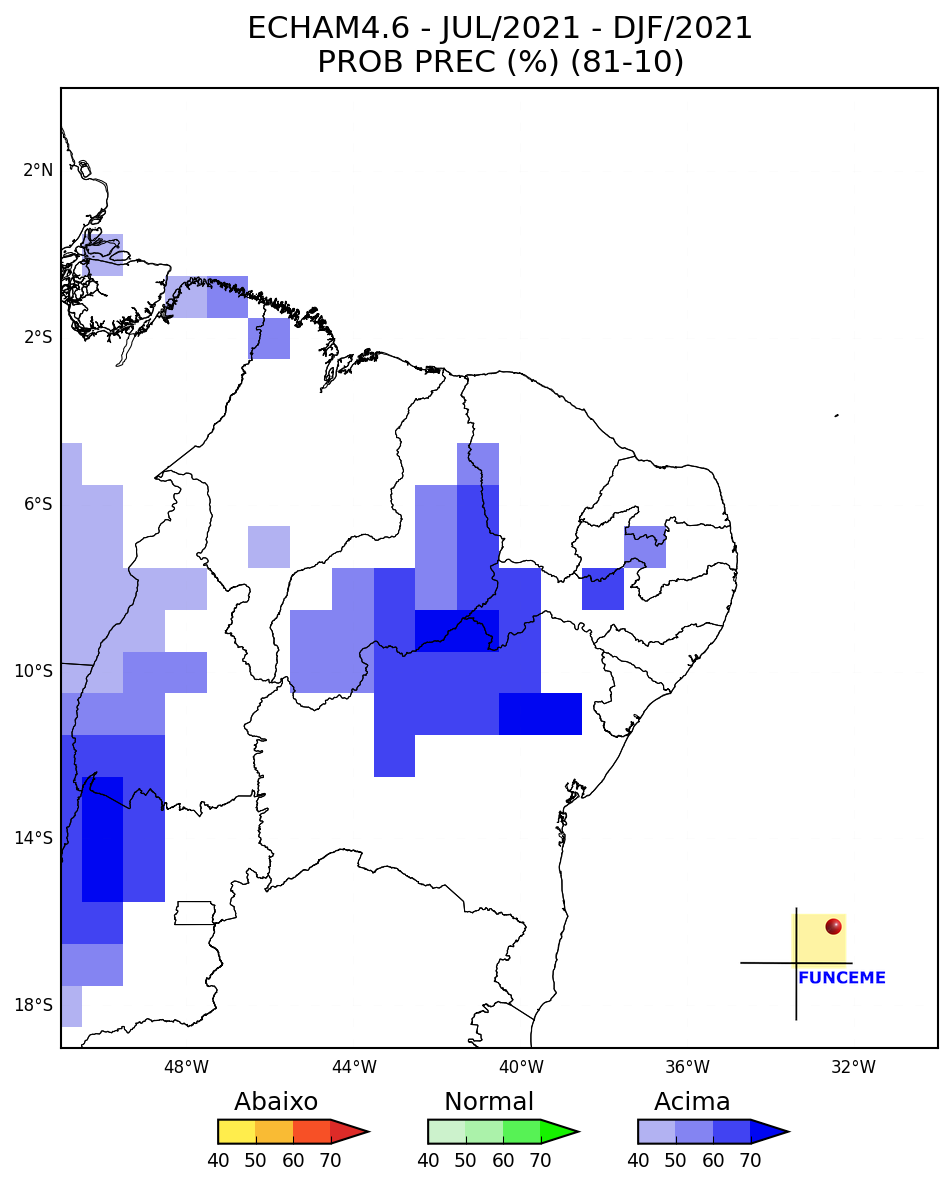 ECHAM4.6 - JUL/2021 - DJF/2021
PROB PREC (%) (81-10)
2°N
2°S
6°S
10°S
14°S
18°S
FUNCEME
48°W 44°W 40°W 36°W 32°W
Abaixo Normal Acima
40 50 60 70 40 50 60 70 40 50 60 70